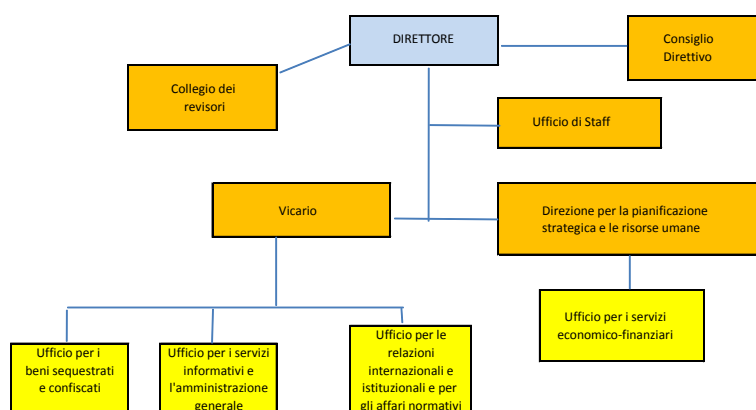 DIRETTORE
Consiglio
Direttivo
Collegio dei
revisori
Ufficio di Staff
Vicario
Direzione per la pianificazione
strategica e le risorse umane
Ufficio per i servizi
economico-finanziari
Ufficio per i
beni sequestrati
e confiscati
Ufficio per i servizi
informativi e
l'amministrazione
generale
Ufficio per le
relazioni
internazionali e
istituzionali e per
gli affari normativi